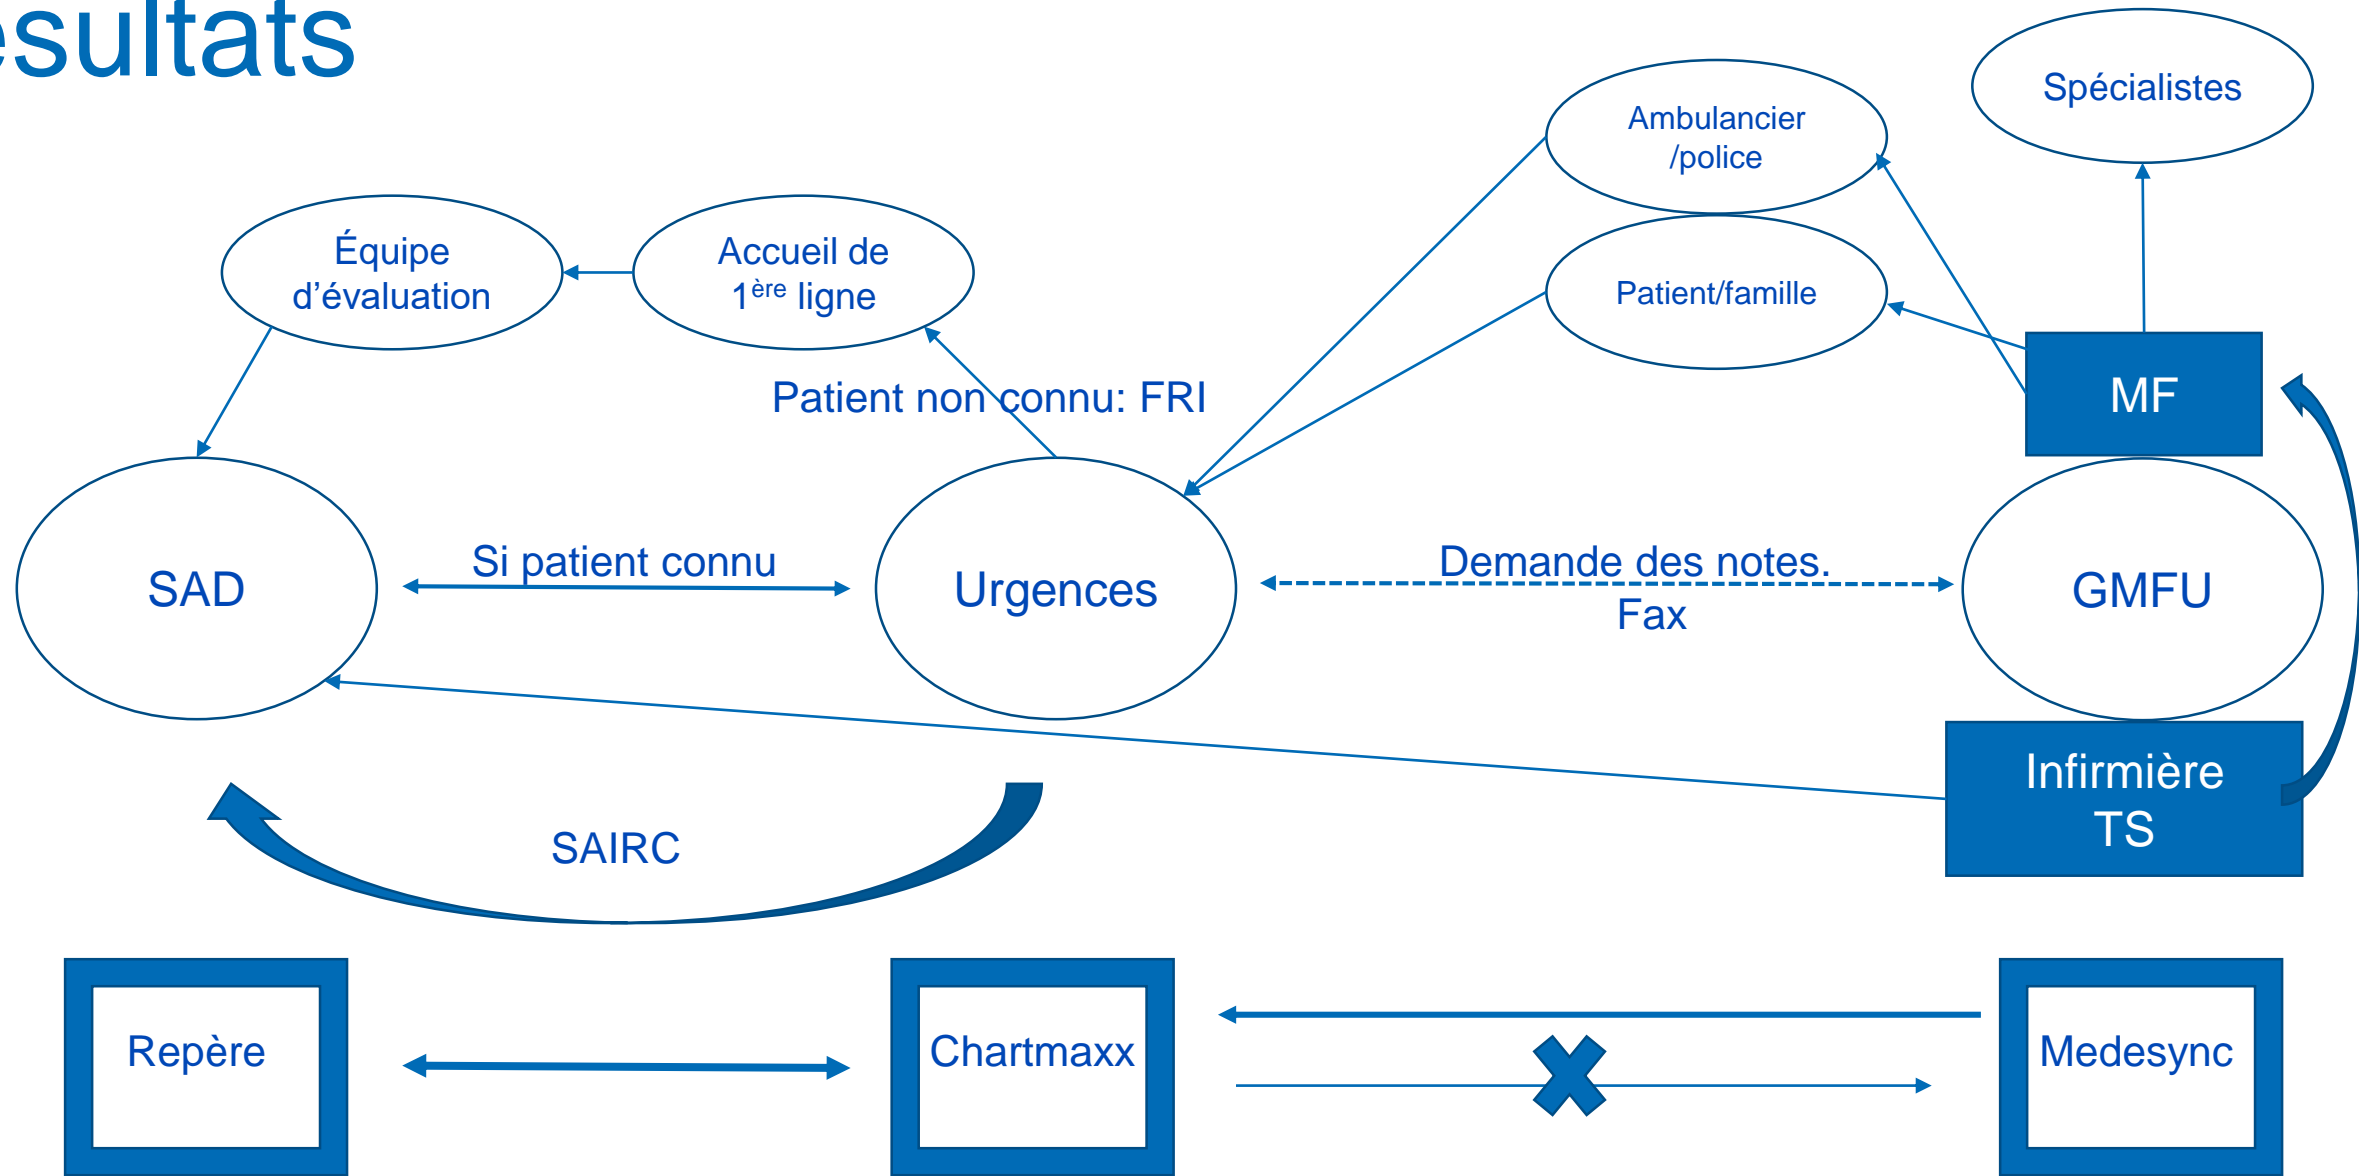 ésultats
Spécialistes
Ambulancier
/police
Équipe
d’évaluation
Accueil de
1ère ligne
Patient/famille
Patient non connu: FRI
MF
Si patient connu
Demande des notes.
Fax
SAD
Urgences
GMFU
Infirmière
TS
SAIRC
Repère
Chartmaxx
Medesync